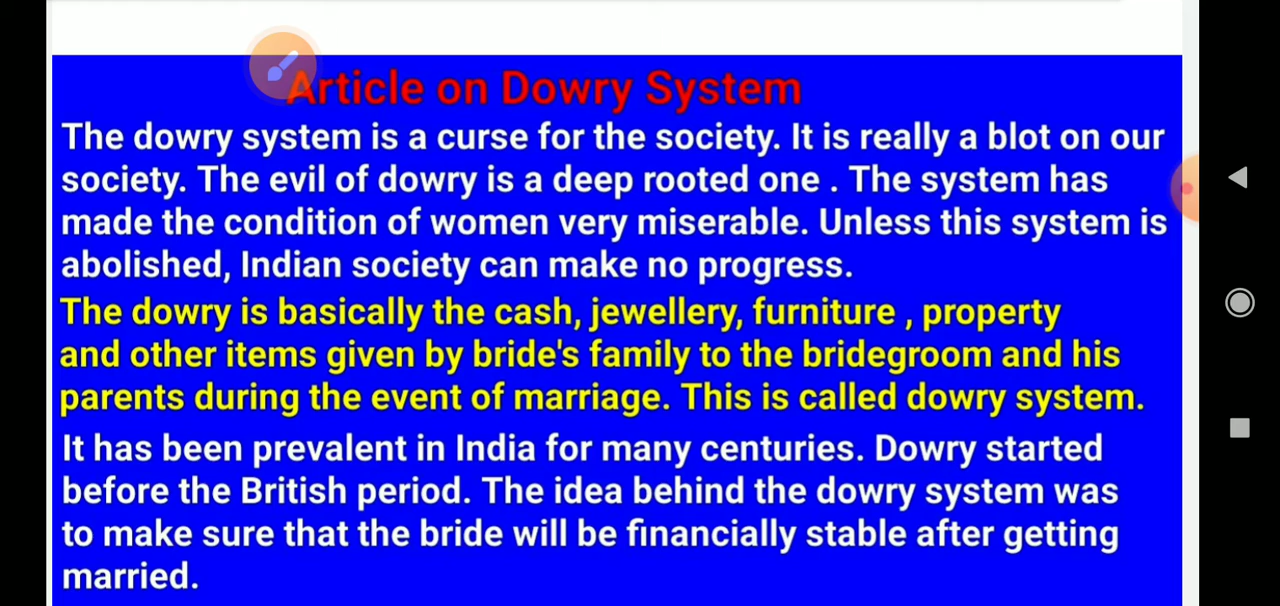 Article on Dowry System
The dowry system is a curse for the society. It is really a blot on our
society. The evil of dowry is a deep rooted one . The system has
made the condition of women very miserable. Unless this system is
abolished, Indian society can make no progress.
The dowry is basically the cash, jewellery, furniture , property
and other items given by bride's family to the bridegroom and his
parents during the event of marriage. This is called dowry system.
It has been prevalent in India for many centuries. Dowry started
before the British period. The idea behind the dowry system was
to make sure that the bride will be financially stable after getting
married.